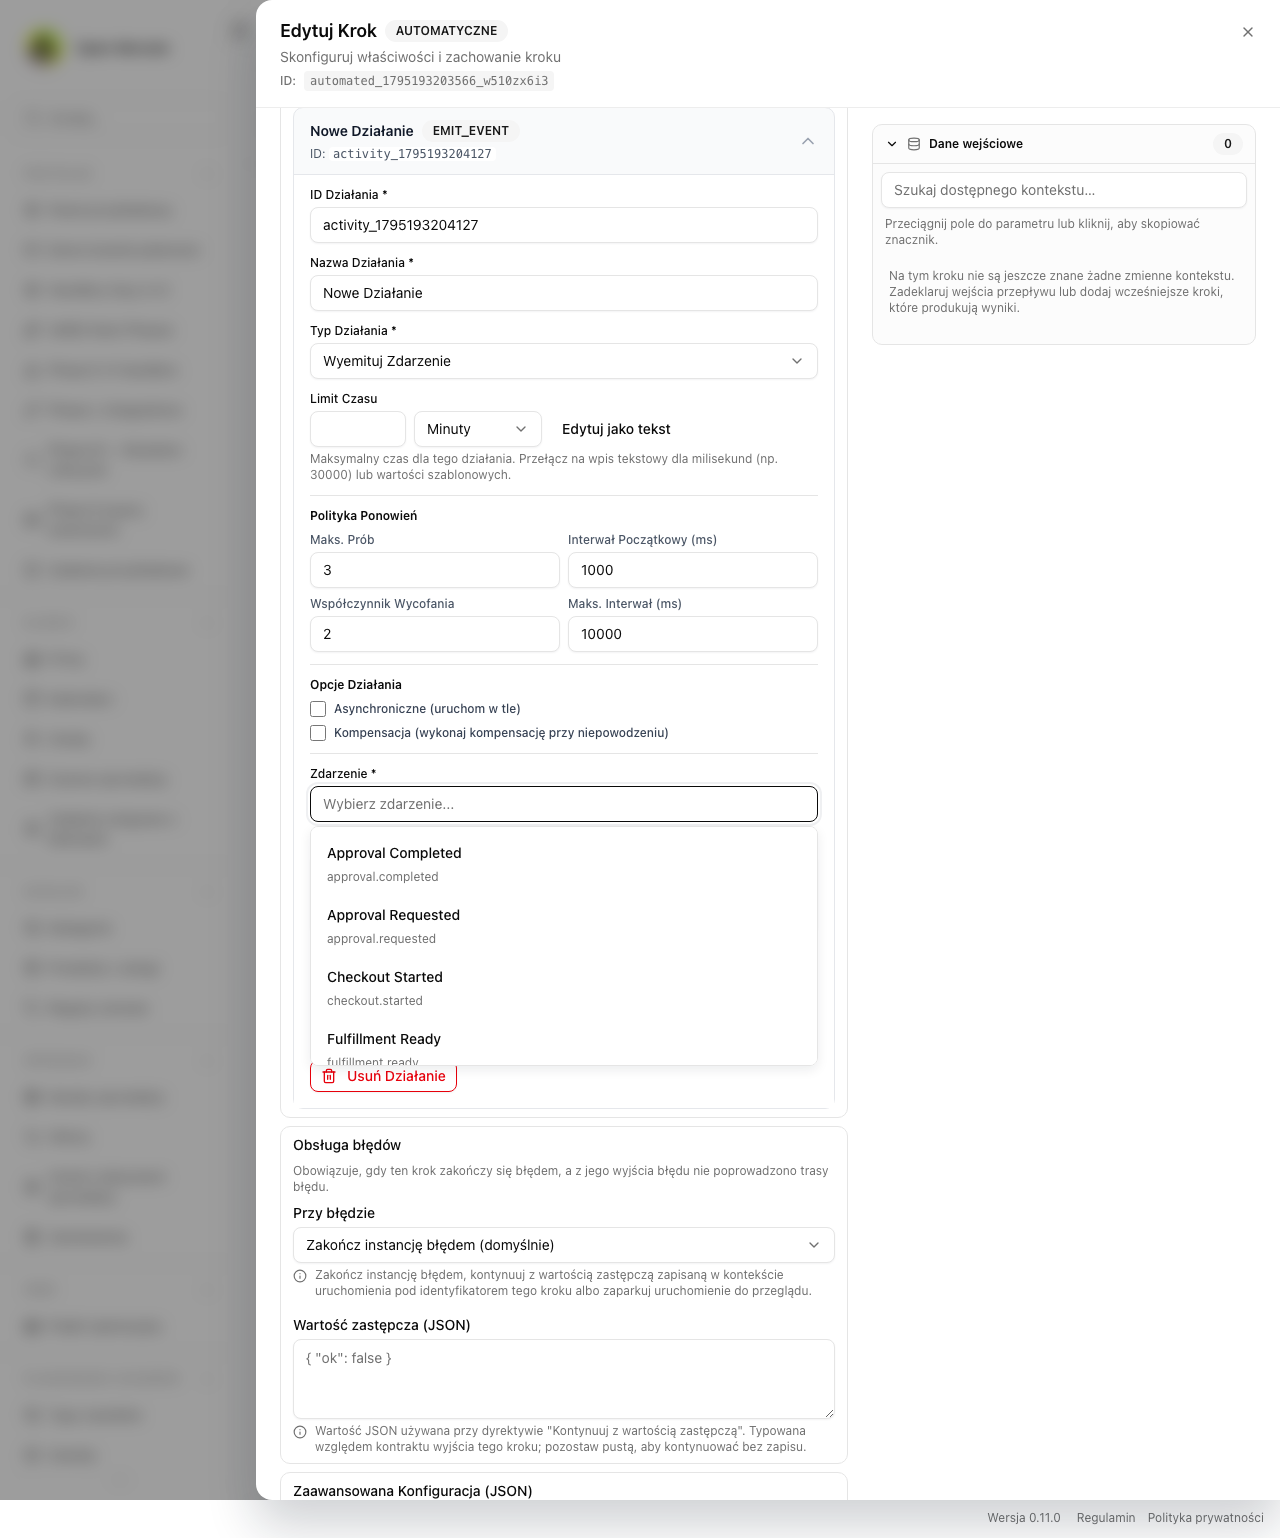 Edytuj Krok AUTOMATYCZNE
Skonfiguruj właściwości i zachowanie kroku
ID: automated_1795193203566_w510zx6i3
Nowe Działanie EMIT_EVENT
ID: activity_1795193204127
ID Działania *
activity_1795193204127
Nazwa Działania *
Nowe Działanie
Typ Działania *
Wyemituj Zdarzenie
Limit Czasu
Minuty Edytuj jako tekst
Maksymalny czas dla tego działania. Przełącz na wpis tekstowy dla milisekund (np.
30000) lub wartości szablonowych.
Polityka Ponowień
Maks. Prób Interwał Początkowy (ms)
3 1000
Współczynnik Wycofania Maks. Interwał (ms)
2 10000
Opcje Działania
Asynchroniczne (uruchom w tle)
Kompensacja (wykonaj kompensację przy niepowodzeniu)
Zdarzenie *
Wybierz zdarzenie...
Approval Completed
approval.completed
Approval Requested
approval.requested
Checkout Started
checkout.started
Fulfillment Ready
fulfillment.ready
Usuń Działanie
Obsługa błędów
Obowiązuje, gdy ten krok zakończy się błędem, a z jego wyjścia błędu nie poprowadzono trasy
błędu.
Przy błędzie
Zakończ instancję błędem (domyślnie)
Zakończ instancję błędem, kontynuuj z wartością zastępczą zapisaną w kontekście
uruchomienia pod identyfikatorem tego kroku albo zaparkuj uruchomienie do przeglądu.
Wartość zastępcza (JSON)
{ "ok": false }
Wartość JSON używana przy dyrektywie "Kontynuuj z wartością zastępczą". Typowana
względem kontraktu wyjścia tego kroku; pozostaw pustą, aby kontynuować bez zapisu.
Zaawansowana Konfiguracja (JSON)
Dane wejściowe 0
Szukaj dostępnego kontekstu...
Przeciągnij pole do parametru lub kliknij, aby skopiować
znacznik.
Na tym kroku nie są jeszcze znane żadne zmienne kontekstu.
Zadeklaruj wejścia przepływu lub dodaj wcześniejsze kroki,
które produkują wyniki.
Wersja 0.11.0 Regulamin Polityka prywatności